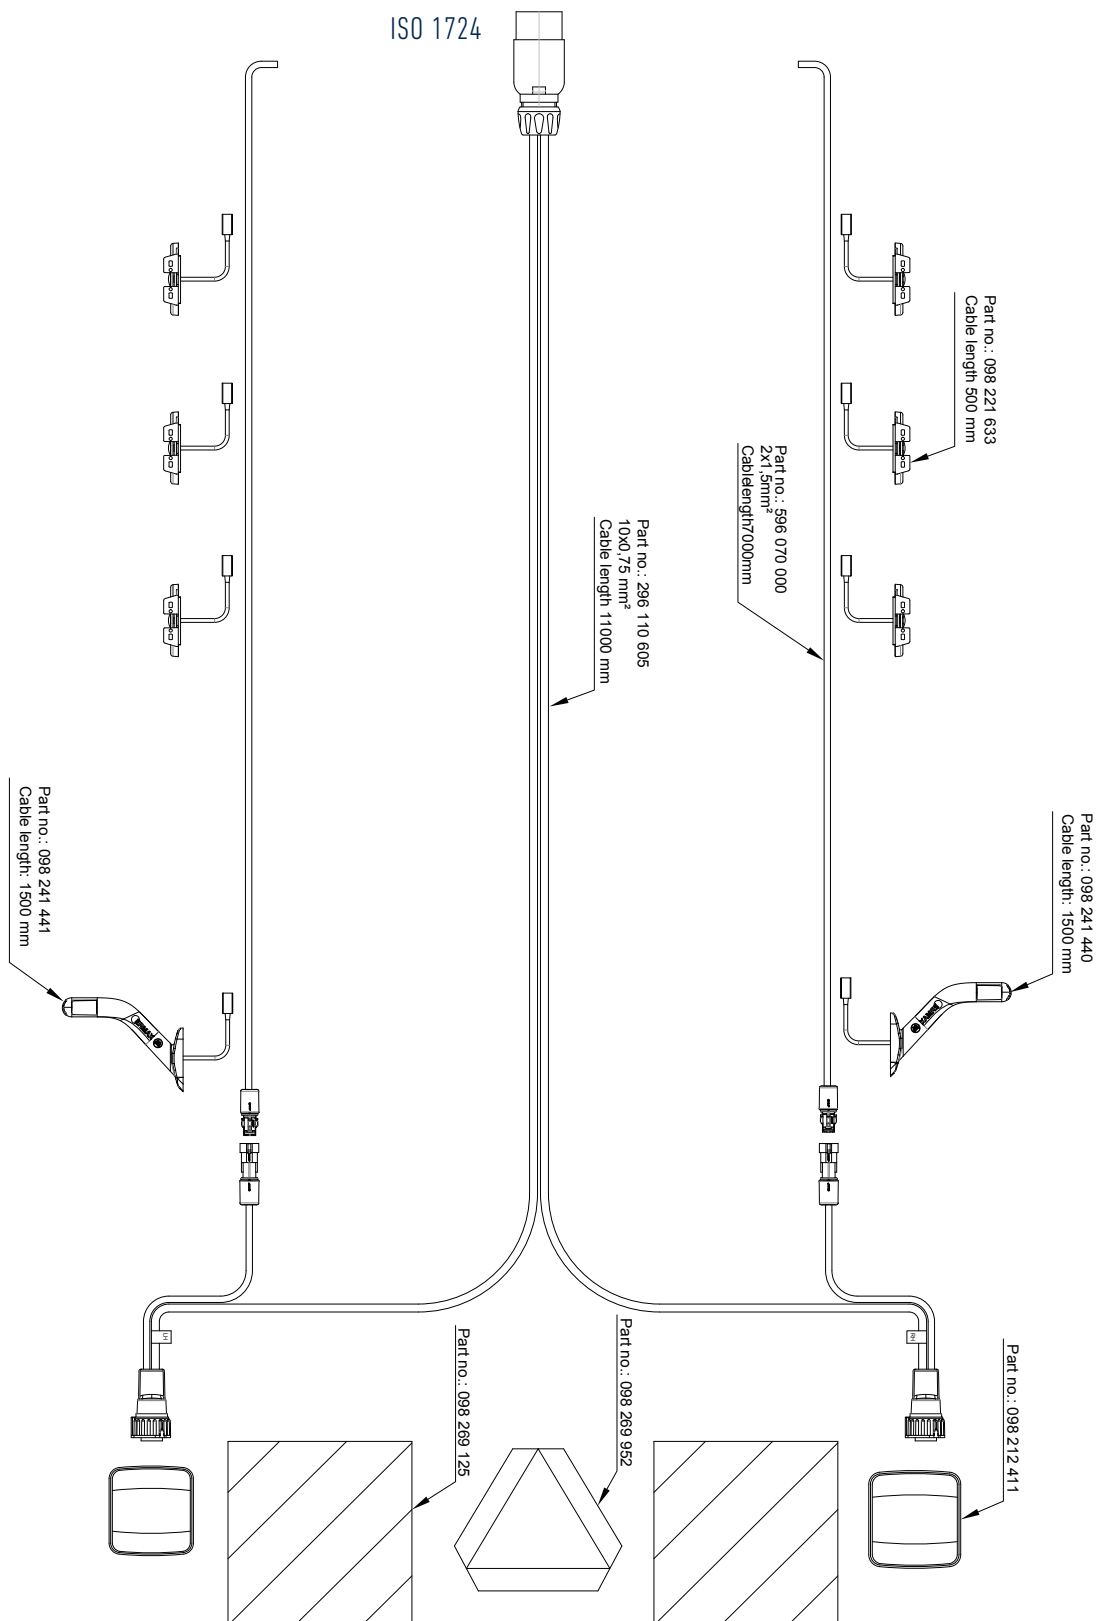 ISO 1724
Part no.: 098 221 633
Cable length 500 mm
Part no.: 596 070 000
2x1,5mm²
Cablelength7000mm
Part no.: 296 110 605
10x0,75 mm²
Cable length 11000 mm
Part no.: 098 241 440
Cable length: 1500 mm
Part no.: 098 241 441
Cable length: 1500 mm
LH
RH
Part no.: 098 269 125
Part no.: 098 269 952
Part no.: 098 212 411